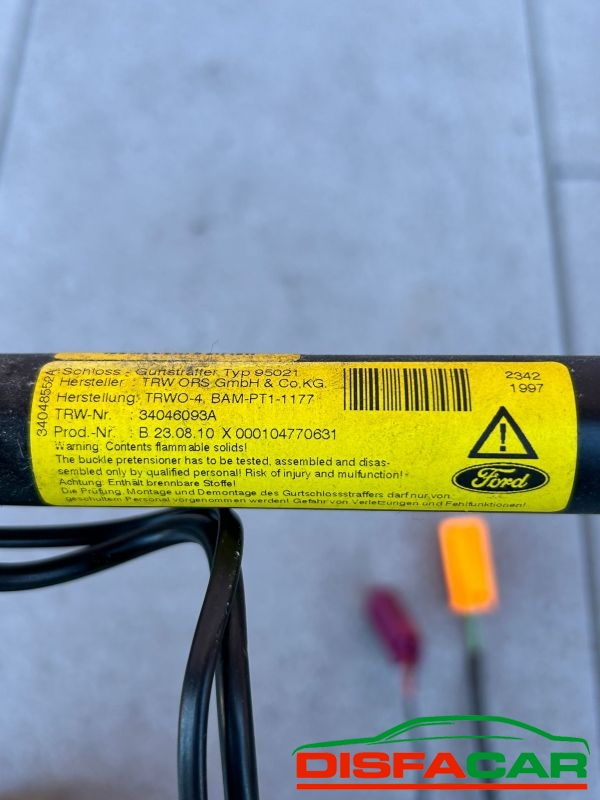 34048552A
Schloss - Gurtstraffer, Typ 95021
Hersteller : TRW ORS GmbH & Co.KG.
Herstellung: TRWO-4, BAM-PT1-1177
TRW-Nr. : 34046093A
Prod.-Nr. : B 23.08.10 X 000104770631
Warning: Contents flammable solids!
The buckle pretensioner has to be tested, assembled and disas-
sembled only by qualified personal! Risk of injury and mulfunction!
Achtung: Enthält brennbare Stoffe!
Die Prüfung, Montage und Demontage des Gurtschlossstraffers darf nur von
geschultem Personal vorgenommen werden! Gefahr von Verletzungen und Fehlfunktionen!
2342
1997
Ford
DISFACAR